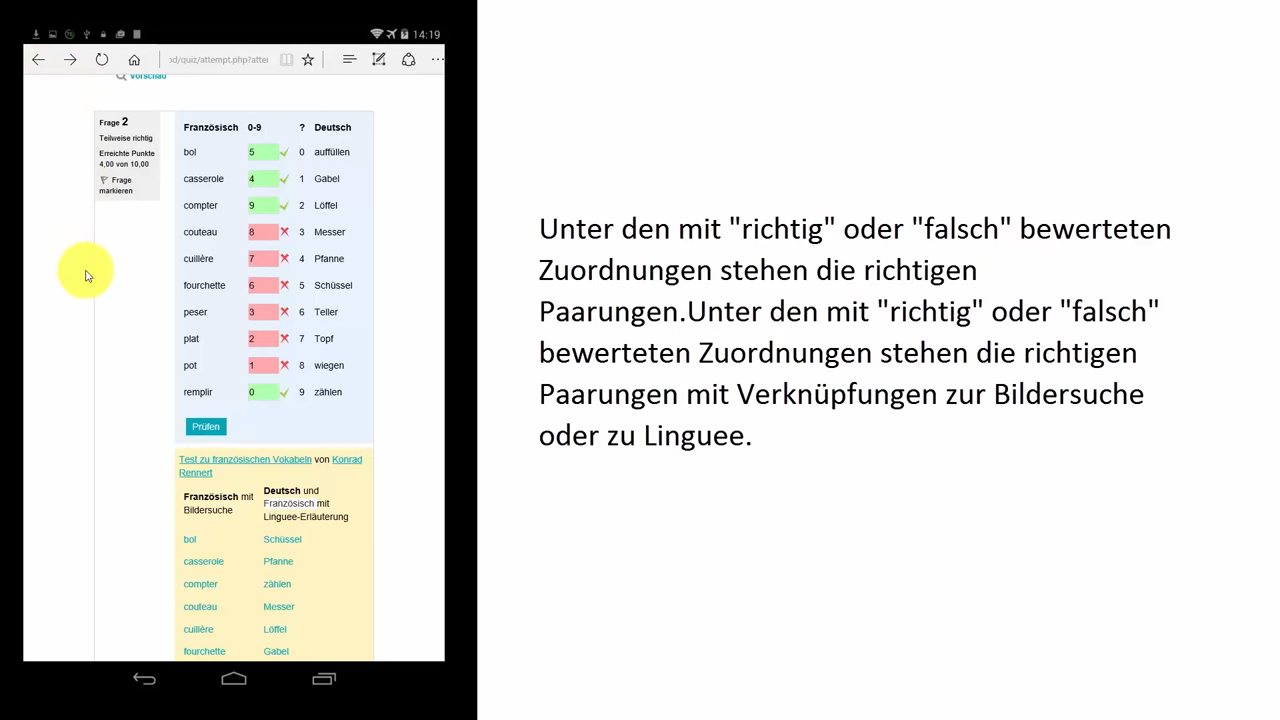 14:19
xd/quiz/attempt.php?atter
Vorschau
Frage 2
Teilweise richtig
Erreichte Punkte
4,00 von 10,00
Frage
markieren
Französisch 0-9 ? Deutsch
bol 5 0 auffüllen
casserole 4 1 Gabel
compter 9 2 Löffel
couteau 8 3 Messer
cuillère 7 4 Pfanne
fourchette 6 5 Schüssel
peser 3 6 Teller
plat 2 7 Topf
pot 1 8 wiegen
remplir 0 9 zählen
Prüfen
Test zu französischen Vokabeln von Konrad
Rennert
Französisch mit
Bildersuche
Deutsch und
Französisch mit
Linguee-Erläuterung
bol Schüssel
casserole Pfanne
compter zählen
couteau Messer
cuillère Löffel
fourchette Gabel
Unter den mit "richtig" oder "falsch" bewerteten
Zuordnungen stehen die richtigen
Paarungen.Unter den mit "richtig" oder "falsch"
bewerteten Zuordnungen stehen die richtigen
Paarungen mit Verknüpfungen zur Bildersuche
oder zu Linguee.